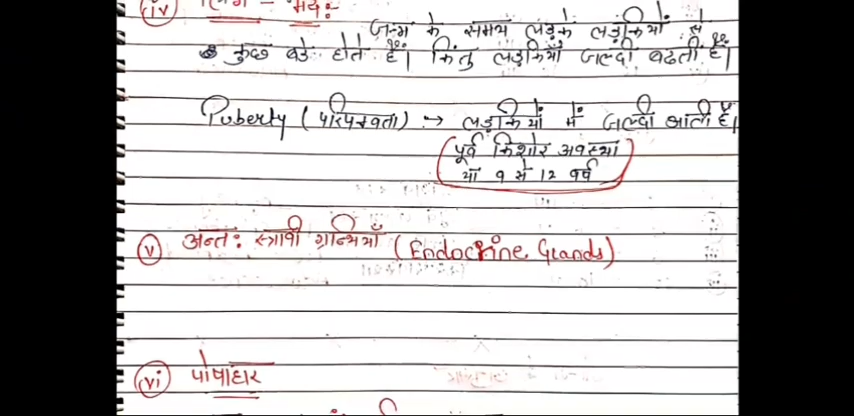 (iv) लिंग - भेद :-
जन्म के समय लड़के लड़कियों से
कुछ बड़े होते हैं। किंतु लड़कियाँ जल्दी बढती हैं।
Puberty (परिपक्वता) :→ लड़कियों में जल्दी आती है।
(पूर्व किशोर अवस्था
या 9 से 12 वर्ष)
(v) अन्त: स्त्रावी ग्रन्थियाँ (Endocrine Glands)
(vi) पोषाहार